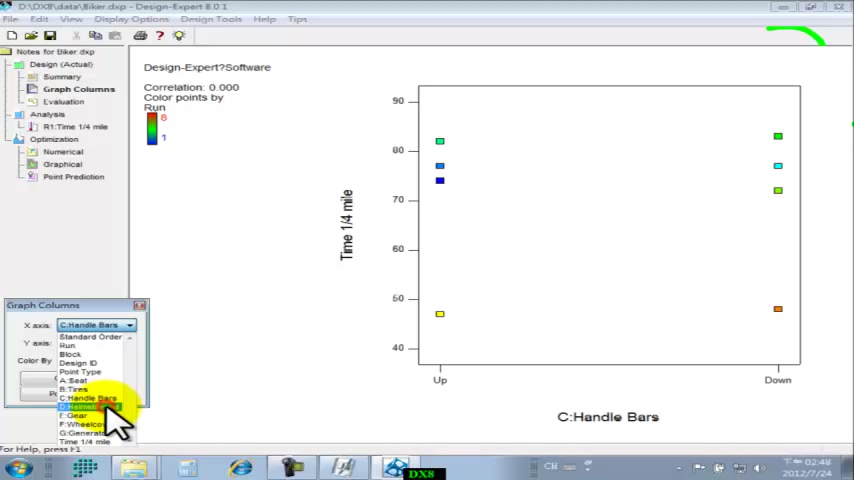 D:\DX8\data\Biker.dxp - Design-Expert 8.0.1
File Edit View Display Options Design Tools Help Tips
Notes for Biker.dxp
Design (Actual)
Summary
Graph Columns
Evaluation
Analysis
R1:Time 1/4 mile
Optimization
Numerical
Graphical
Point Prediction
Design-Expert?Software
Correlation: 0.000
Color points by
Run
8
1
90
80
70
60
50
40
Time 1/4 mile
Up
Down
C:Handle Bars
Graph Columns
X axis: C:Handle Bars
Y axis:
Color By
Standard Order
Run
Block
Design ID
Point Type
A:Seat
B:Tires
C:Handle Bars
E:Gear
Time 1/4 mile
For Help, press F1
DX8
CH
下午 02:48
2012/7/24